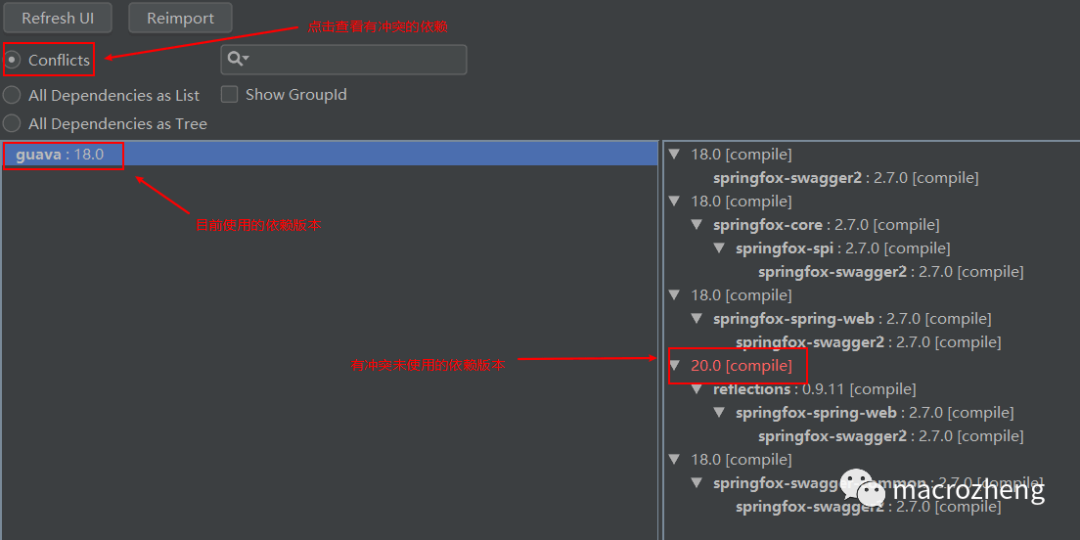 Refresh UI
Reimport
点击查看有冲突的依赖
Conflicts
All Dependencies as List
Show GroupId
All Dependencies as Tree
guava : 18.0
目前使用的依赖版本
有冲突未使用的依赖版本
18.0 [compile]
springfox-swagger2 : 2.7.0 [compile]
18.0 [compile]
springfox-core : 2.7.0 [compile]
springfox-spi : 2.7.0 [compile]
springfox-swagger2 : 2.7.0 [compile]
18.0 [compile]
springfox-spring-web : 2.7.0 [compile]
springfox-swagger2 : 2.7.0 [compile]
20.0 [compile]
reflections : 0.9.11 [compile]
springfox-spring-web : 2.7.0 [compile]
springfox-swagger2 : 2.7.0 [compile]
18.0 [compile]
springfox-swagger-common : 2.7.0 [compile]
springfox-swagger2 : 2.7.0 [compile]
macrozheng